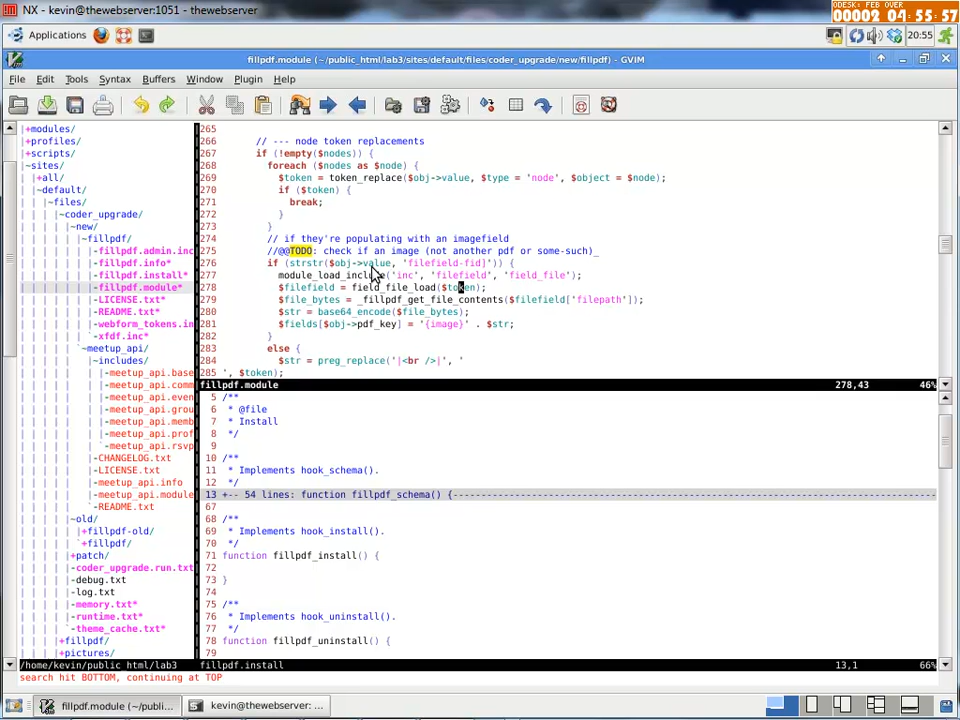 NX - kevin@thewebserver:1051 - thewebserver
ODESK: FEB OVER
00002 04:55:57
Applications
20:55
fillpdf.module (~/public_html/lab3/sites/default/files/coder_upgrade/new/fillpdf) - GVIM
File Edit Tools Syntax Buffers Window Plugin Help
|+modules/
|+profiles/
|+scripts/
|~sites/
| |+all/
| |~default/
| | |~files/
| | | |~coder_upgrade/
| | | | |~new/
| | | | | |~fillpdf/
| | | | | | |-fillpdf.admin.inc
| | | | | | |-fillpdf.info*
| | | | | | |-fillpdf.install*
| | | | | | |-fillpdf.module*
| | | | | | |-LICENSE.txt*
| | | | | | |-README.txt*
| | | | | | |-webform_tokens.in
| | | | | | `-xfdf.inc*
| | | | | `~meetup_api/
| | | | |   |~includes/
| | | | |   | |-meetup_api.base
| | | | |   | |-meetup_api.comm
| | | | |   | |-meetup_api.even
| | | | |   | |-meetup_api.grou
| | | | |   | |-meetup_api.memb
| | | | |   | |-meetup_api.prof
| | | | |   | `-meetup_api.rsvp
| | | | |   |-CHANGELOG.txt
| | | | |   |-LICENSE.txt
| | | | |   |-meetup_api.info
| | | | |   |-meetup_api.module
| | | | |   `-README.txt
| | | | |~old/
| | | | | |+fillpdf-old/
| | | | | `+fillpdf/
| | | | |+patch/
| | | | |-coder_upgrade.run.txt
| | | | |-debug.txt
| | | | |-log.txt
| | | | |-memory.txt*
| | | | |-runtime.txt*
| | | | `-theme_cache.txt*
| | | |+fillpdf/
| | | |+pictures/
/home/kevin/public_html/lab3
265
266 // --- node token replacements
267 if (!empty($nodes)) {
268 foreach ($nodes as $node) {
269 $token = token_replace($obj->value, $type = 'node', $object = $node);
270 if ($token) {
271 break;
272 }
273 }
274 // if they're populating with an imagefield
275 //@@TODO: check if an image (not another pdf or some-such)_
276 if (strstr($obj->value, 'filefield-fid]')) {
277 module_load_include('inc', 'filefield', 'field_file');
278 $filefield = field_file_load($token);
279 $file_bytes = _fillpdf_get_file_contents($filefield['filepath']);
280 $str = base64_encode($file_bytes);
281 $fields[$obj->pdf_key] = '{image}' . $str;
282 }
283 else {
284 $str = preg_replace('|<br />|', '
285 ', $token);
fillpdf.module 278,43 46%
5 /**
6 * @file
7 * Install
8 */
9
10 /**
11 * Implements hook_schema().
12 */
13 +-- 54 lines: function fillpdf_schema() {-----------------------------------------------------------------------
67
68 /**
69 * Implements hook_install().
70 */
71 function fillpdf_install() {
72
73 }
74
75 /**
76 * Implements hook_uninstall().
77 */
78 function fillpdf_uninstall() {
fillpdf.install 13,1 66%
search hit BOTTOM, continuing at TOP
fillpdf.module (~/publi...
kevin@thewebserver: ...